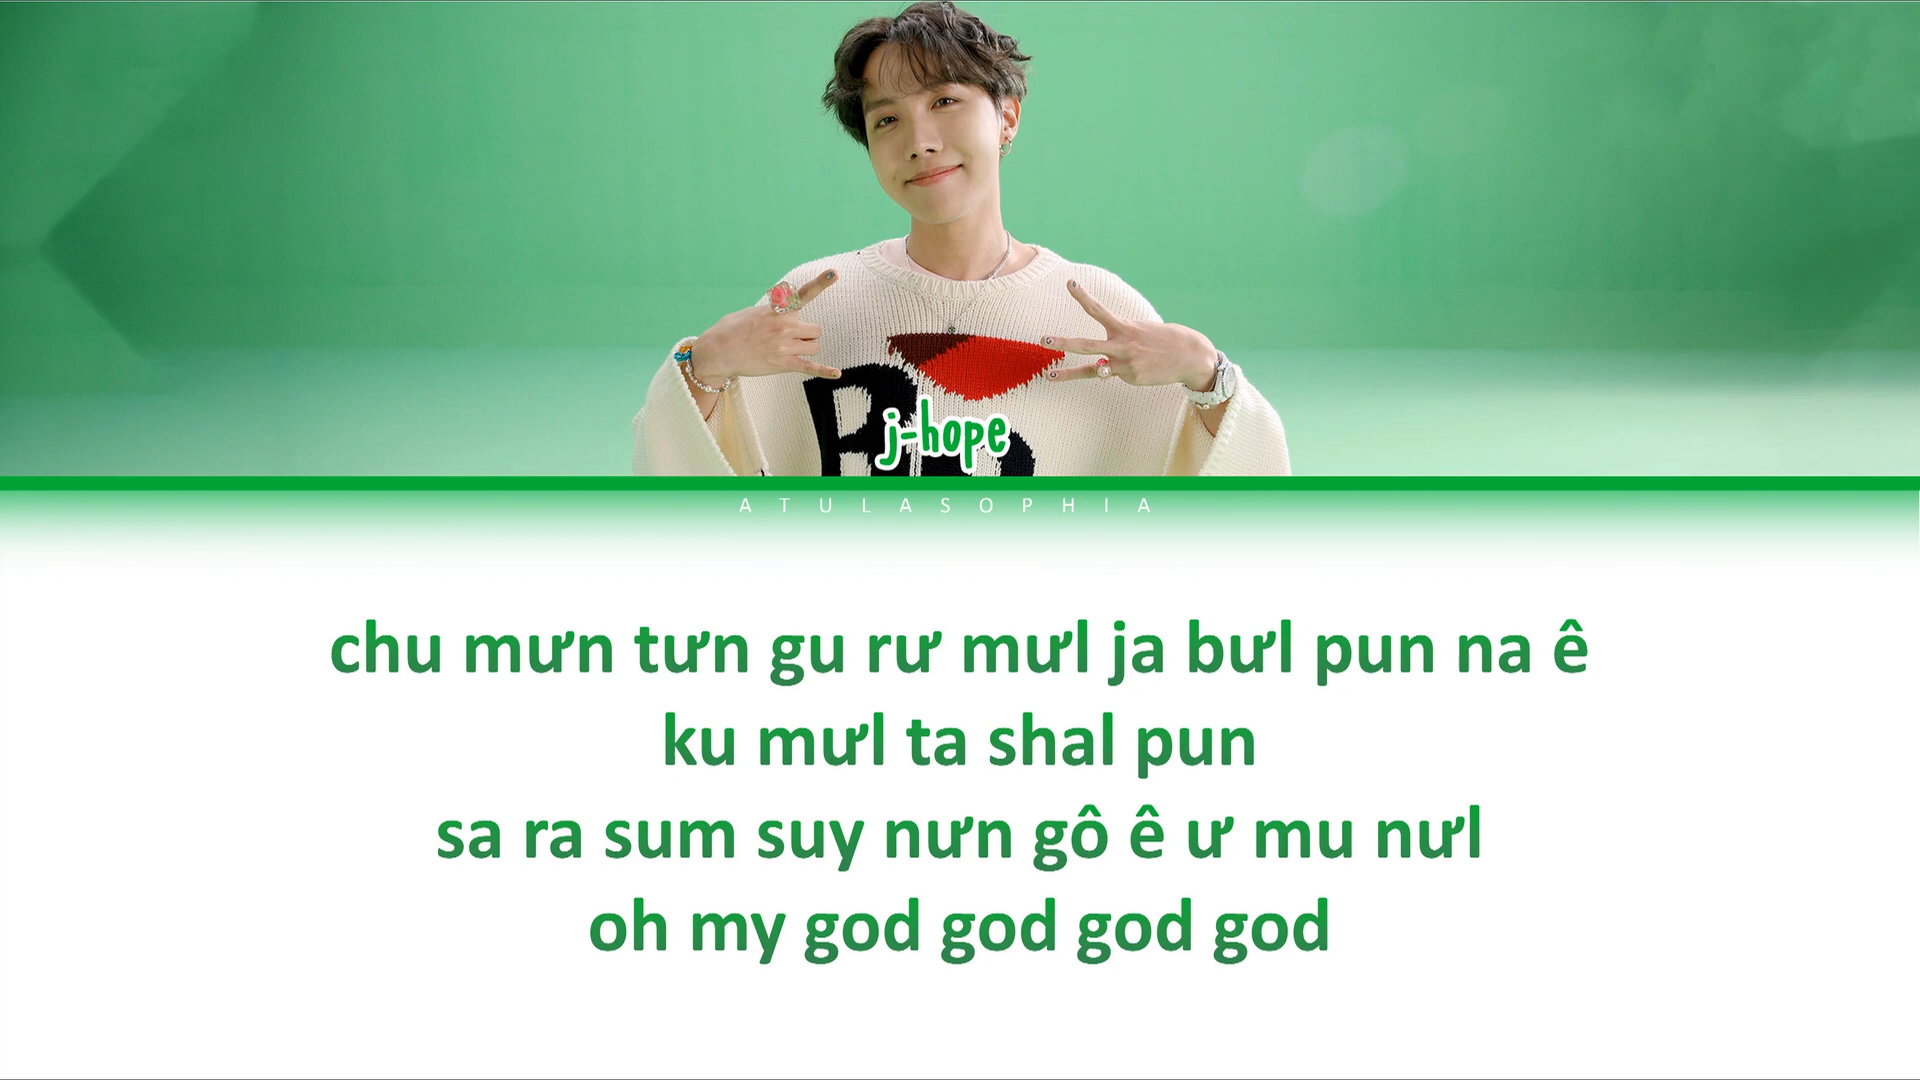 j-hope
ATULASOPHIA
chu mưn tưn gu rư mưl ja bưl pun na ê
ku mưl ta shal pun
sa ra sum suy nưn gô ê ư mu nưl
oh my god god god god